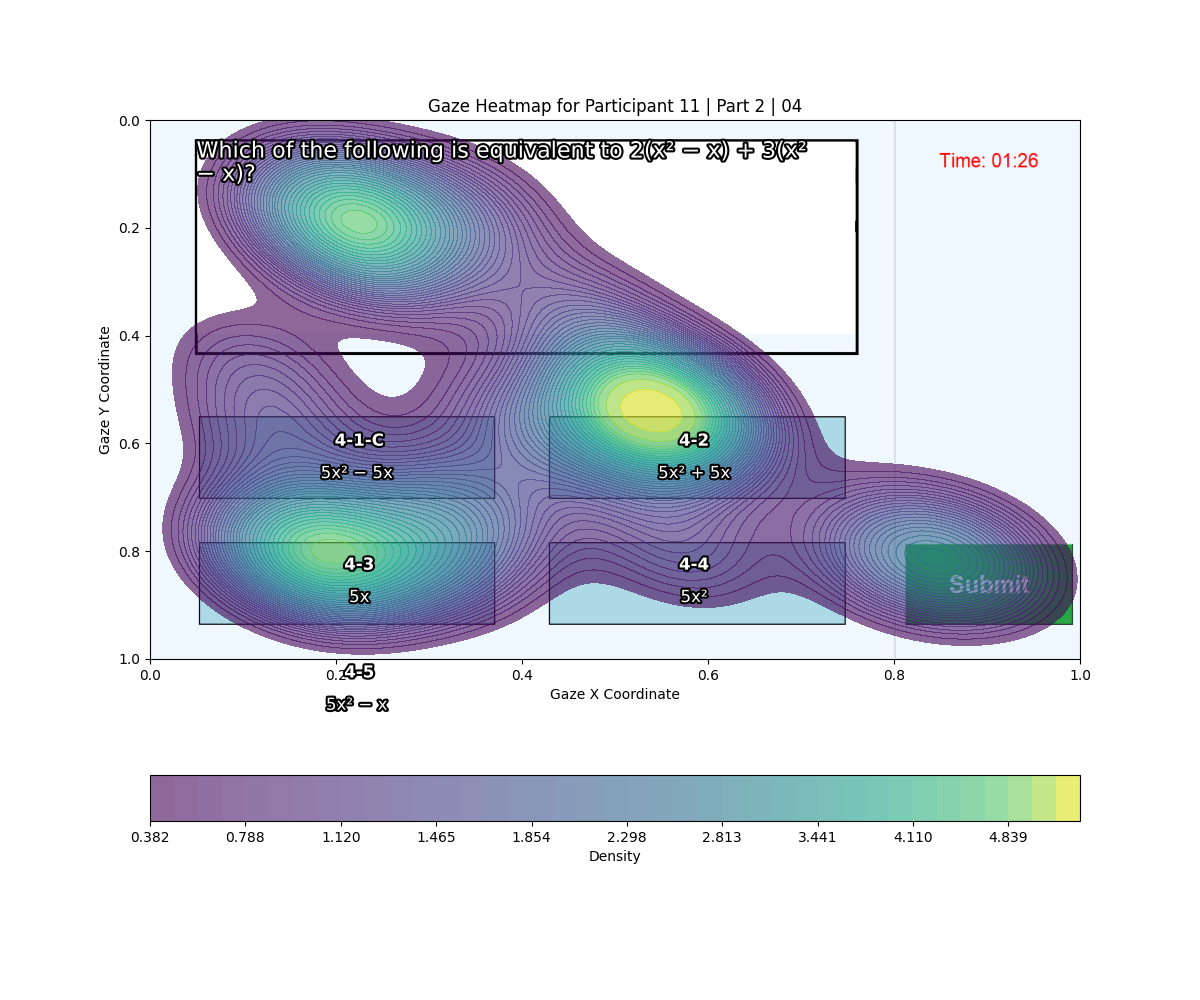 Gaze Heatmap for Participant 11 | Part 2 | 04
Which of the following is equivalent to 2(x² − x) + 3(x²
− x)?
Time: 01:26
0.0
0.2
0.4
0.6
0.8
1.0
Gaze Y Coordinate
4-1-C
5x² − 5x
4-2
5x² + 5x
4-3
5x
4-4
5x²
Submit
0.0
0.2
0.4
0.6
0.8
1.0
4-5
5x² − x
Gaze X Coordinate
0.382
0.788
1.120
1.465
1.854
2.298
2.813
3.441
4.110
4.839
Density